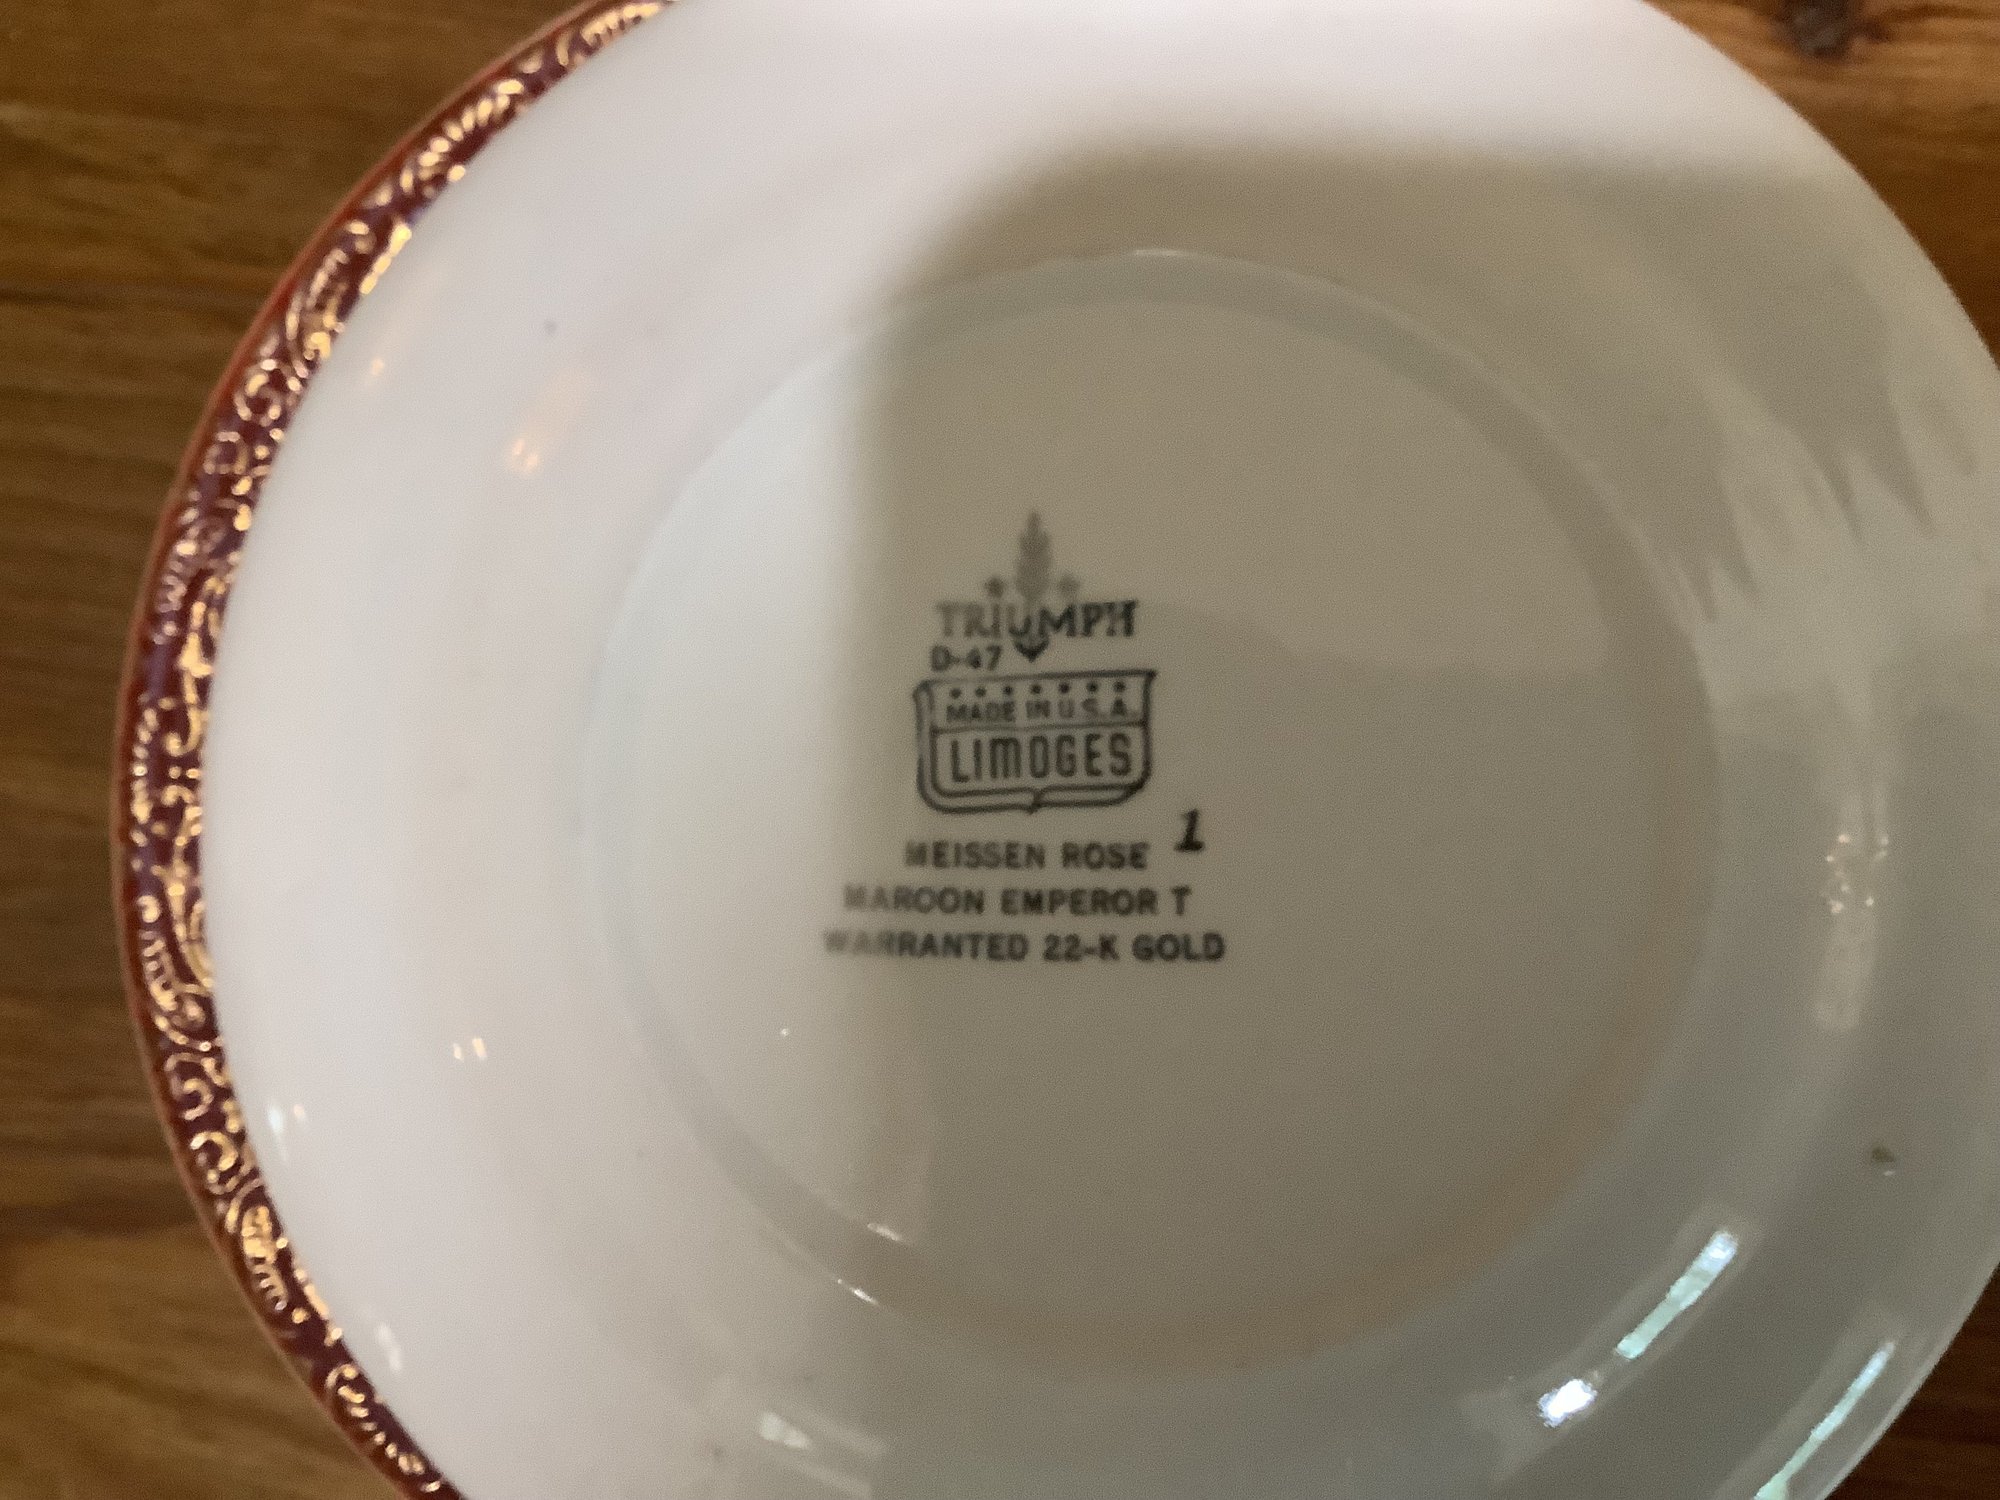 TRIUMPH
D-47
MADE IN U.S.A.
LIMOGES
MEISSEN ROSE 1
MAROON EMPEROR T
WARRANTED 22-K GOLD